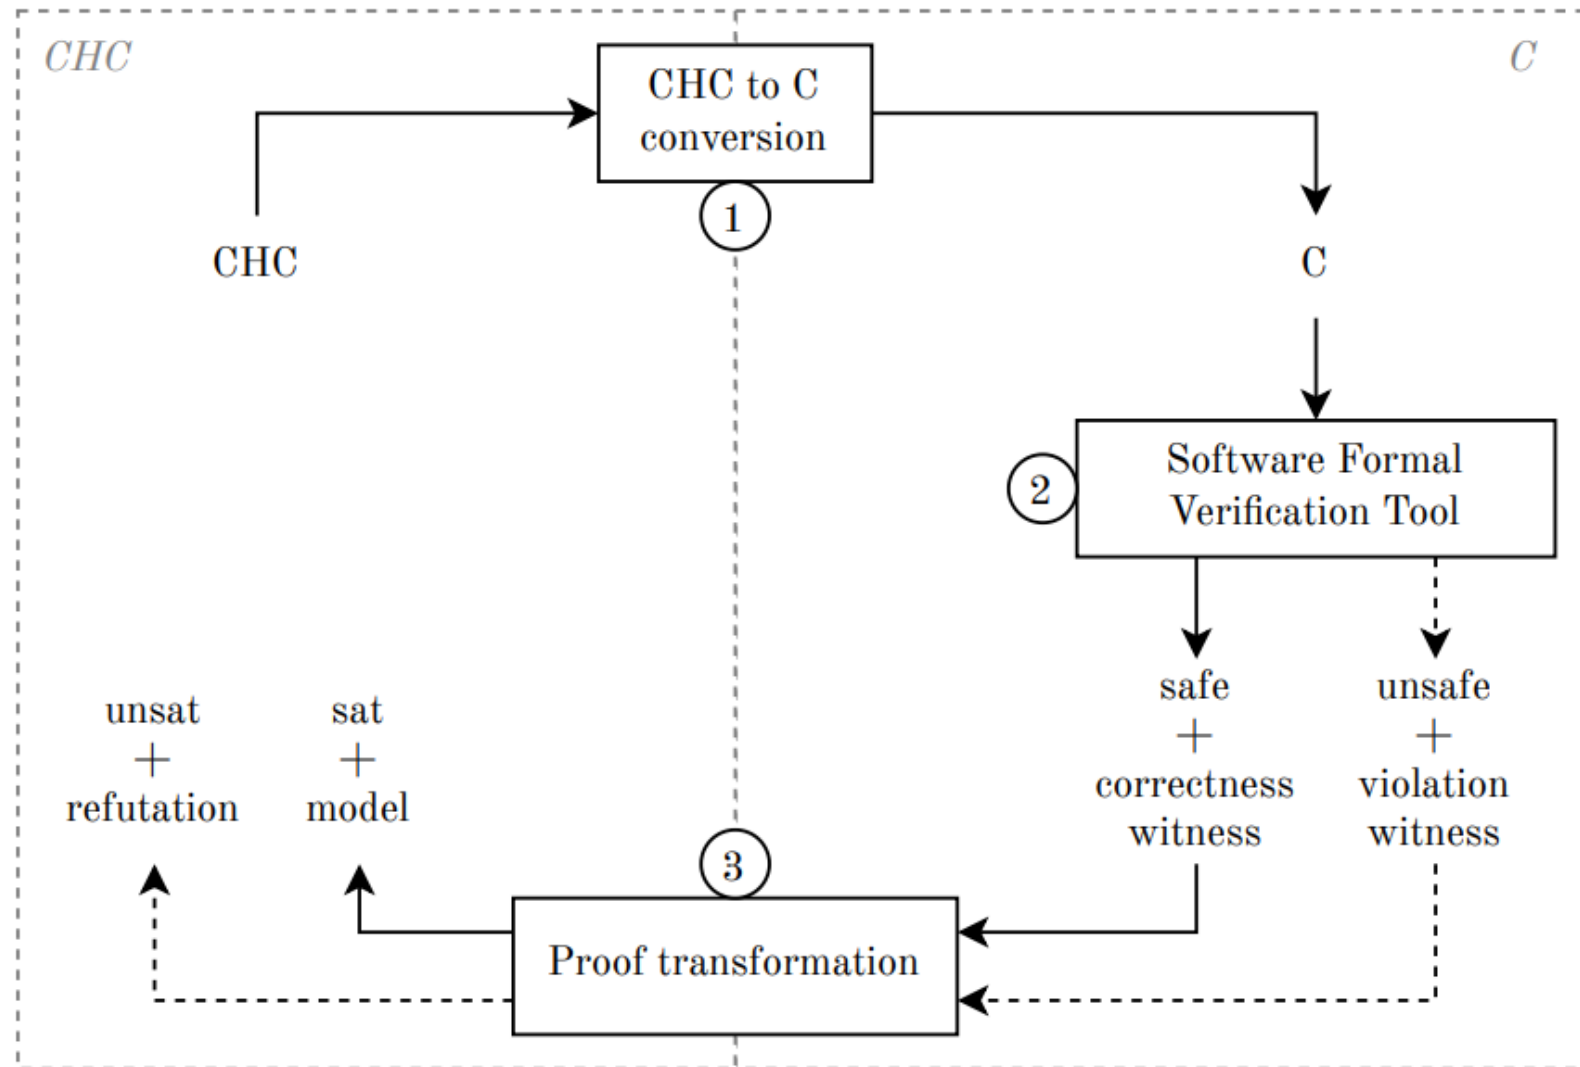 CHC
C
CHC to C
conversion
1
CHC
C
Software Formal
Verification Tool
2
safe
+
correctness
witness
unsafe
+
violation
witness
unsat
+
refutation
sat
+
model
3
Proof transformation